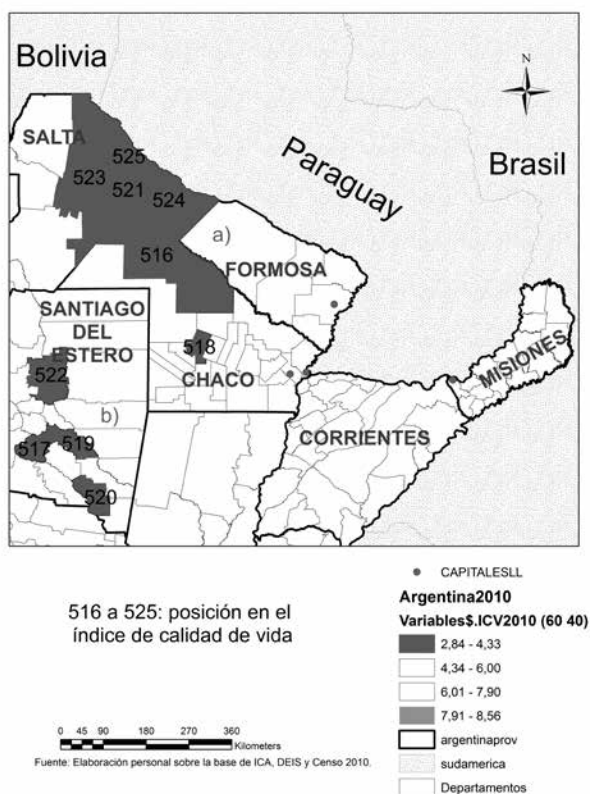 Bolivia
N
SALTA
Paraguay
Brasil
525
523
521
524
516
a)
FORMOSA
SANTIAGO
DEL
ESTERO
518
CHACO
MISIONES
522
b)
CORRIENTES
517
519
520
516 a 525: posición en el
índice de calidad de vida
CAPITALESLL
Argentina2010
Variables$.ICV2010 (60 40)
2,84 - 4,33
4,34 - 6,00
6,01 - 7,90
7,91 - 8,56
argentinaprov
sudamerica
Departamentos
0 45 90 180 270 360
Kilometers
Fuente: Elaboración personal sobre la base de ICA, DEIS y Censo 2010.